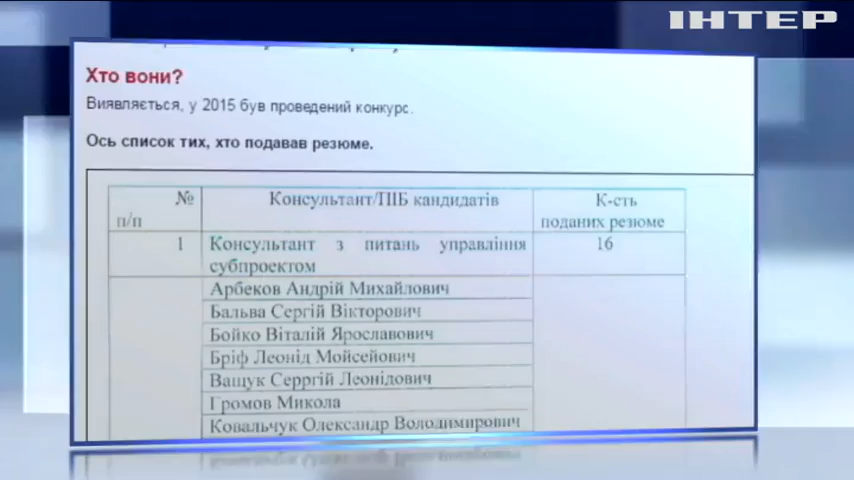 ІНТЕР
Хто вони?
Виявляється, у 2015 був проведений конкурс.
Ось список тих, хто подавав резюме.
№ п/п Консультант/ПІБ кандидатів К-сть поданих резюме
1 Консультант з питань управління субпроектом 16
Арбеков Андрій Михайлович
Бальва Сергій Вікторович
Бойко Віталій Ярославович
Бріф Леонід Мойсейович
Ващук Серргій Леонідович
Громов Микола
Ковальчук Олександр Володимирович